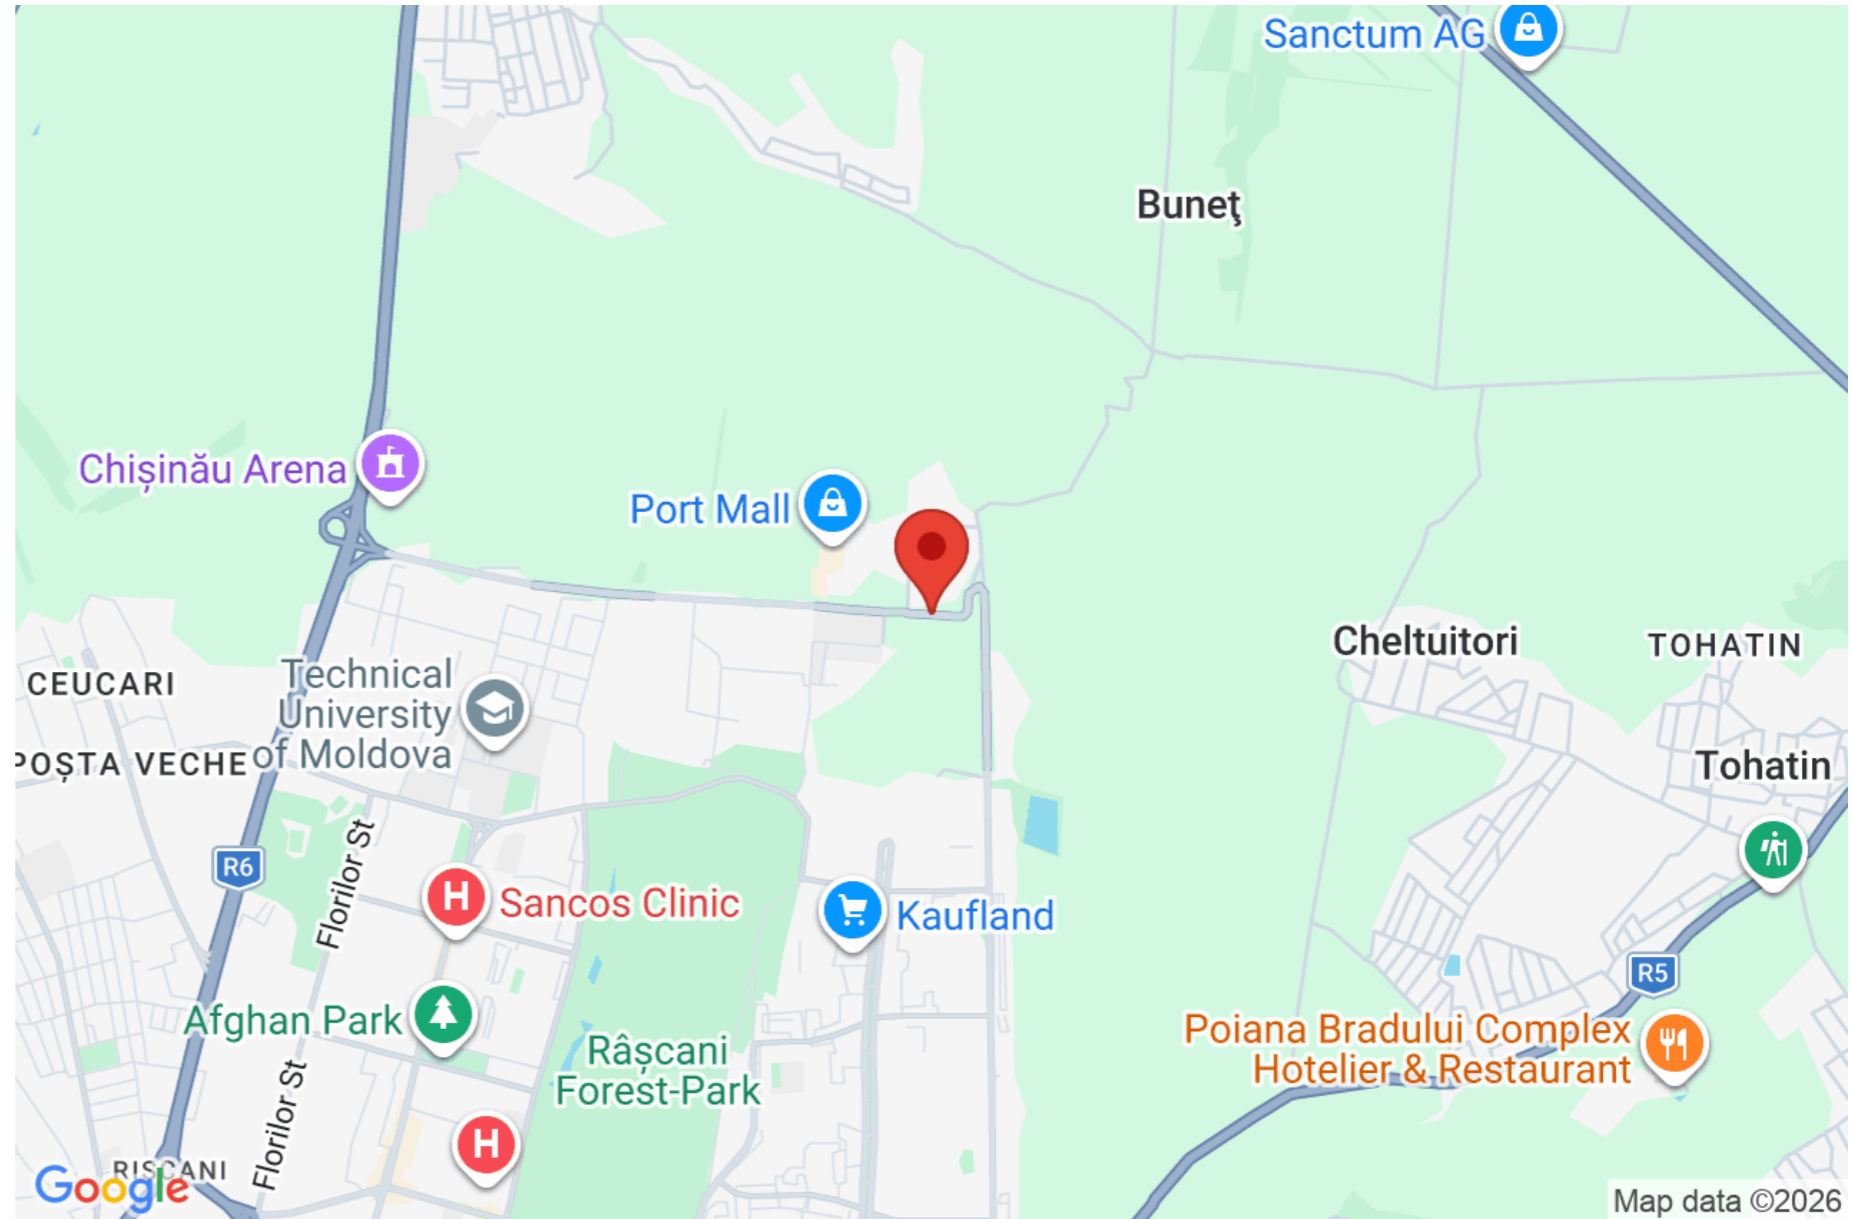 Sanctum AG
Buneţ
Chișinău Arena
Port Mall
Cheltuitori
TOHATIN
CEUCARI
Technical
University
of Moldova
POȘTA VECHE
Tohatin
R6
Florilor St
H
Sancos Clinic
Kaufland
R5
Afghan Park
Râșcani
Forest-Park
Poiana Bradului Complex
Hotelier & Restaurant
Florilor St
H
RISCANI
Google
Map data ©2026